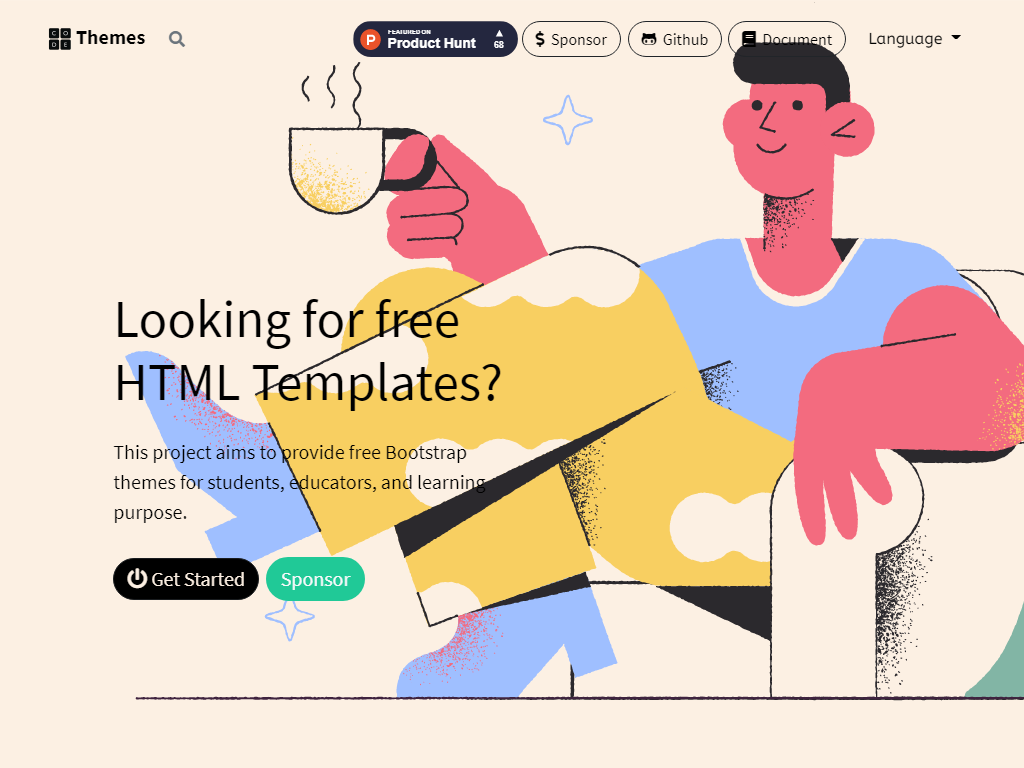 CODE Themes
FEATURED ON
Product Hunt
68
Sponsor
Github
Document
Language
Looking for free
HTML Templates?
This project aims to provide free Bootstrap
themes for students, educators, and learning
purpose.
Get Started
Sponsor